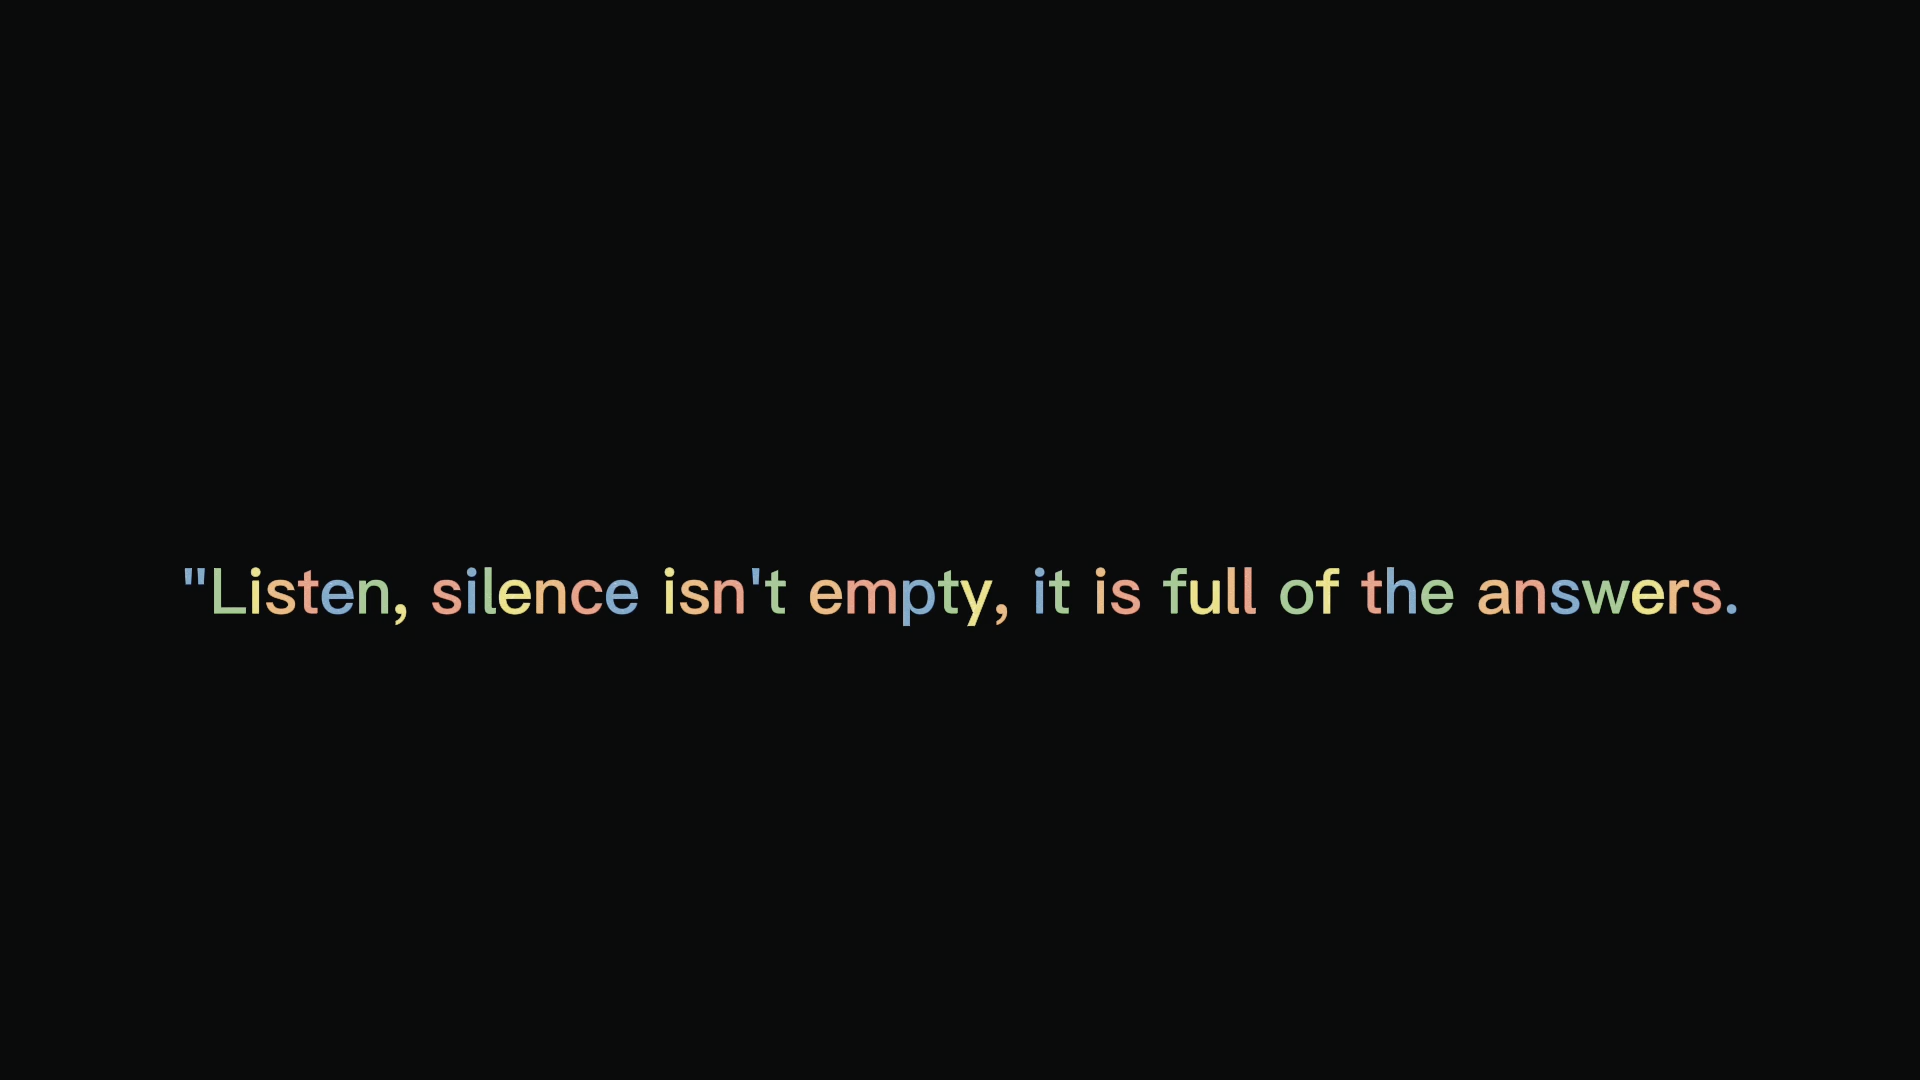 "Listen, silence isn't empty, it is full of the answers.